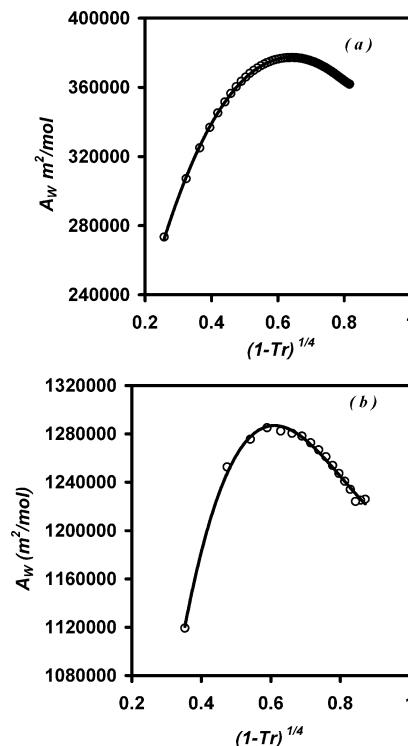 400000
( a )
360000
320000
280000
240000
A_W m²/mol
0.2 0.4 0.6 0.8 1
(1-Tr) ^1/4
1320000
( b )
1280000
1240000
1200000
1160000
1120000
1080000
A_W (m²/mol)
0.2 0.4 0.6 0.8 1
(1-Tr) ^1/4